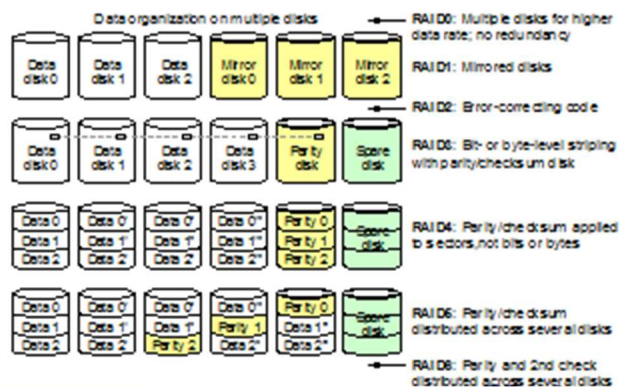 Data organization on multiple disks
RAID0: Multiple disks for higher
data rate; no redundancy
Data disk 0
Data disk 1
Data disk 2
Mirror disk 0
Mirror disk 1
Mirror disk 2
RAID1: Mirrored disks
RAID2: Error-correcting code
Data disk 0
Data disk 1
Data disk 2
Data disk 3
Parity disk
Spare disk
RAID3: Bit- or byte-level striping
with parity/checksum disk
Data 0
Data 1
Data 2
Data 0'
Data 1'
Data 2'
Data 0"
Data 1"
Data 2"
Parity 0
Parity 1
Parity 2
Spare disk
RAID4: Parity/checksum applied
to sectors, not bits or bytes
Data 0
Data 1
Data 2
Data 0'
Data 1'
Data 2'
Data 0'
Data 1'
Parity 2
Data 0"
Parity 1
Data 2"
Parity 0
Data 1"
Data 2"
Spare disk
RAID5: Parity/checksum
distributed across several disks
RAID6: Parity and 2nd check
distributed across several disks